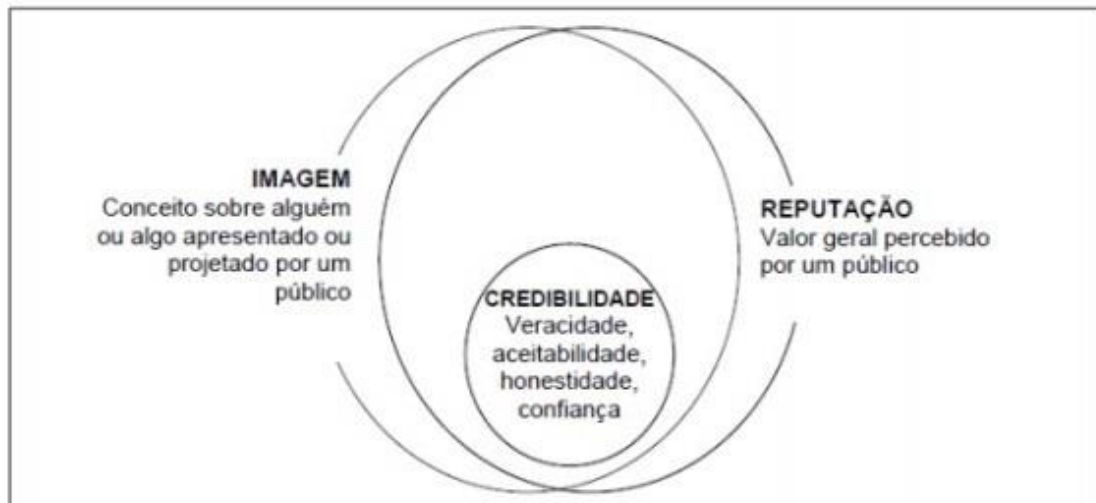 IMAGEM
Conceito sobre alguém
ou algo apresentado ou
projetado por um
público
REPUTAÇÃO
Valor geral percebido
por um público
CREDIBILIDADE
Veracidade,
aceitabilidade,
honestidade,
confiança